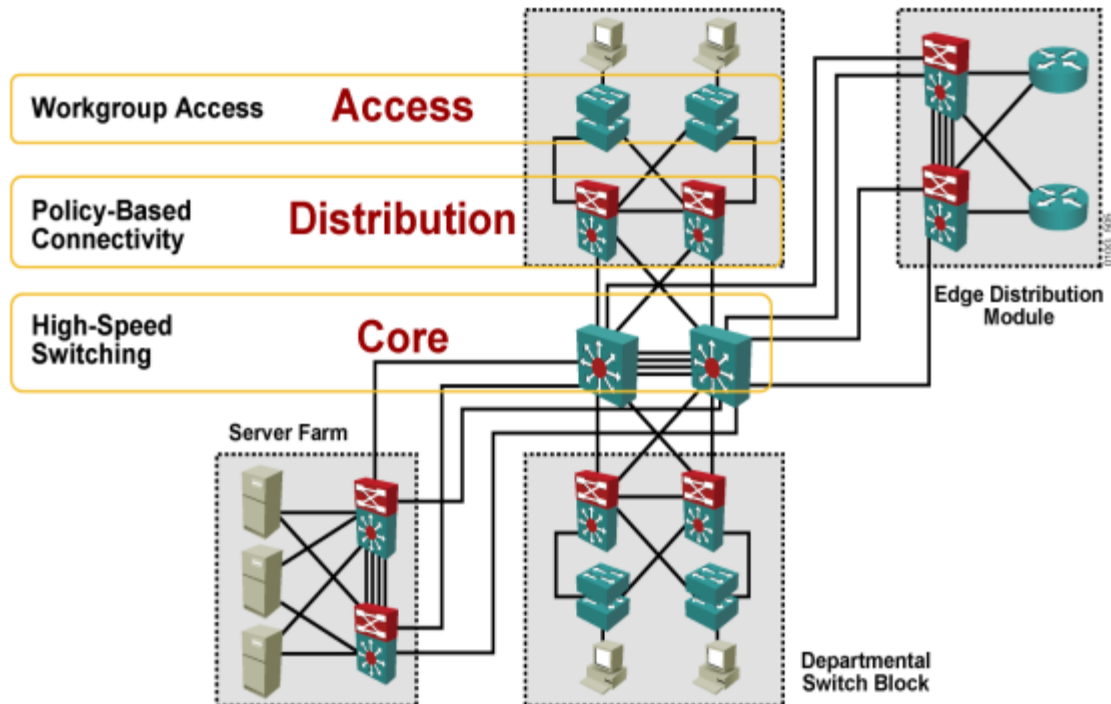 Workgroup Access
Access
Policy-Based
Connectivity
Distribution
High-Speed
Switching
Core
Edge Distribution
Module
Server Farm
Departmental
Switch Block